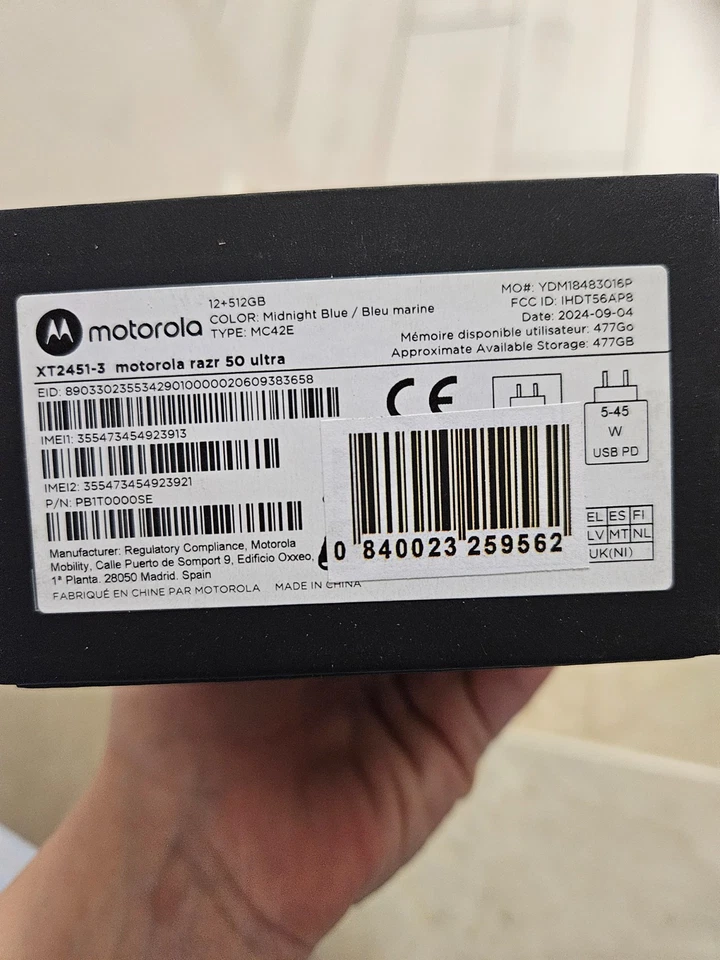 motorola
12+512GB
COLOR: Midnight Blue / Bleu marine
TYPE: MC42E
MO#: YDM18483016P
FCC ID: IHDT56AP8
Date: 2024-09-04
Mémoire disponible utilisateur: 477Go
Approximate Available Storage: 477GB
XT2451-3 motorola razr 50 ultra
EID: 89033023553429010000020609383658
IMEI1: 355473454923913
IMEI2: 355473454923921
P/N: PB1T0000SE
CE
5-45
W
USB PD
0 840023 259562
EL ES FI
LV MT NL
UK(NI)
Manufacturer: Regulatory Compliance, Motorola
Mobility, Calle Puerto de Somport 9, Edificio Oxxeo,
1ª Planta. 28050 Madrid. Spain
FABRIQUÉ EN CHINE PAR MOTOROLA MADE IN CHINA